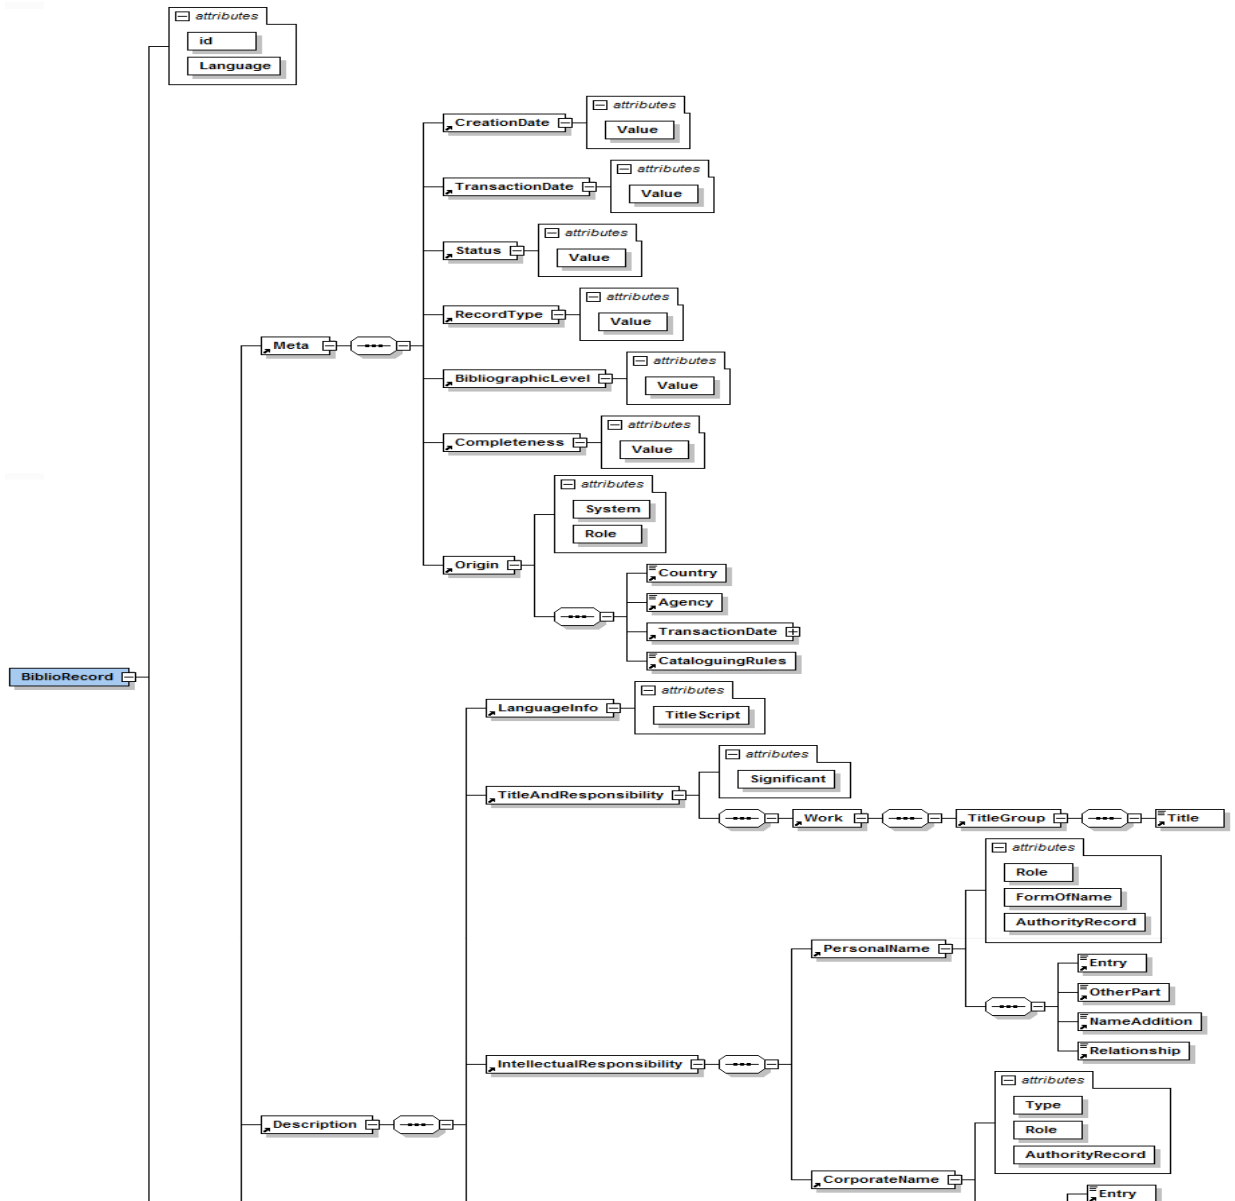 attributes
id
Language
attributes
CreationDate
Value
attributes
TransactionDate
Value
attributes
Status
Value
attributes
RecordType
Value
Meta
attributes
BibliographicLevel
Value
attributes
Completeness
Value
attributes
System
Role
Origin
Country
Agency
TransactionDate
CataloguingRules
BiblioRecord
attributes
LanguageInfo
TitleScript
attributes
Significant
TitleAndResponsibility
Work
TitleGroup
Title
attributes
Role
FormOfName
AuthorityRecord
PersonalName
Entry
OtherPart
NameAddition
Relationship
IntellectualResponsibility
attributes
Type
Role
AuthorityRecord
Description
CorporateName
Entry